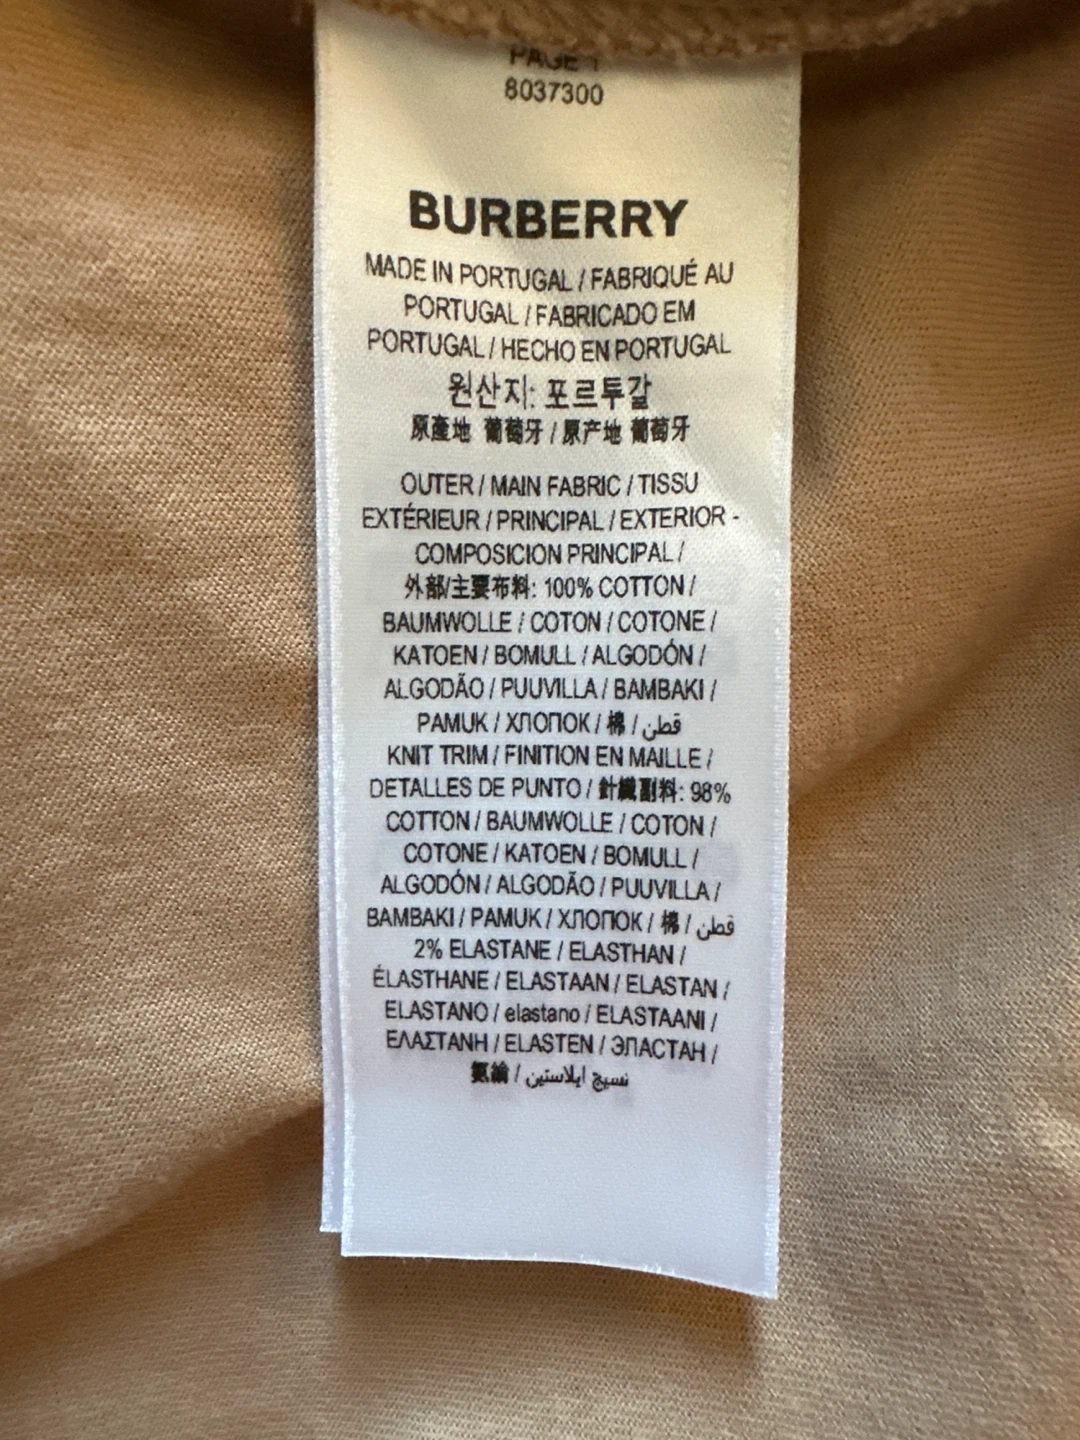 PAGE 1
8037300
BURBERRY
MADE IN PORTUGAL / FABRIQUÉ AU
PORTUGAL / FABRICADO EM
PORTUGAL / HECHO EN PORTUGAL
원산지: 포르투갈
原產地 葡萄牙 / 原产地 葡萄牙
OUTER / MAIN FABRIC / TISSU
EXTÉRIEUR / PRINCIPAL / EXTERIOR -
COMPOSICION PRINCIPAL /
外部/主要布料: 100% COTTON /
BAUMWOLLE / COTON / COTONE /
KATOEN / BOMULL / ALGODÓN /
ALGODÃO / PUUVILLA / BAMBAKI /
PAMUK / ХЛОПОК / 棉 / قطن
KNIT TRIM / FINITION EN MAILLE /
DETALLES DE PUNTO / 針織副料: 98%
COTTON / BAUMWOLLE / COTON /
COTONE / KATOEN / BOMULL /
ALGODÓN / ALGODÃO / PUUVILLA /
BAMBAKI / PAMUK / ХЛОПОК / 棉 / قطن
2% ELASTANE / ELASTHAN /
ÉLASTHANE / ELASTAAN / ELASTAN /
ELASTANO / elastano / ELASTAANI /
ΕΛΑΣΤΑΝΗ / ELASTEN / ЭЛАСТАН /
氨綸 / نسيج ايلاستين